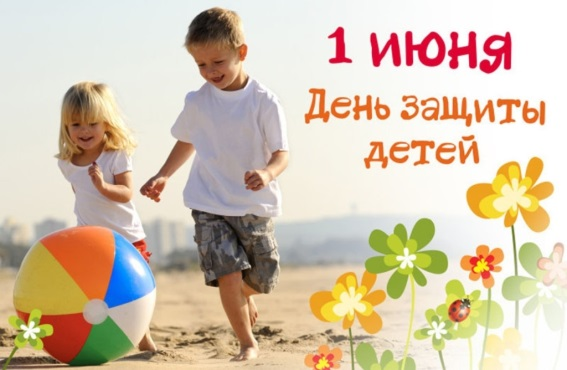 1 июня
День защиты
детей